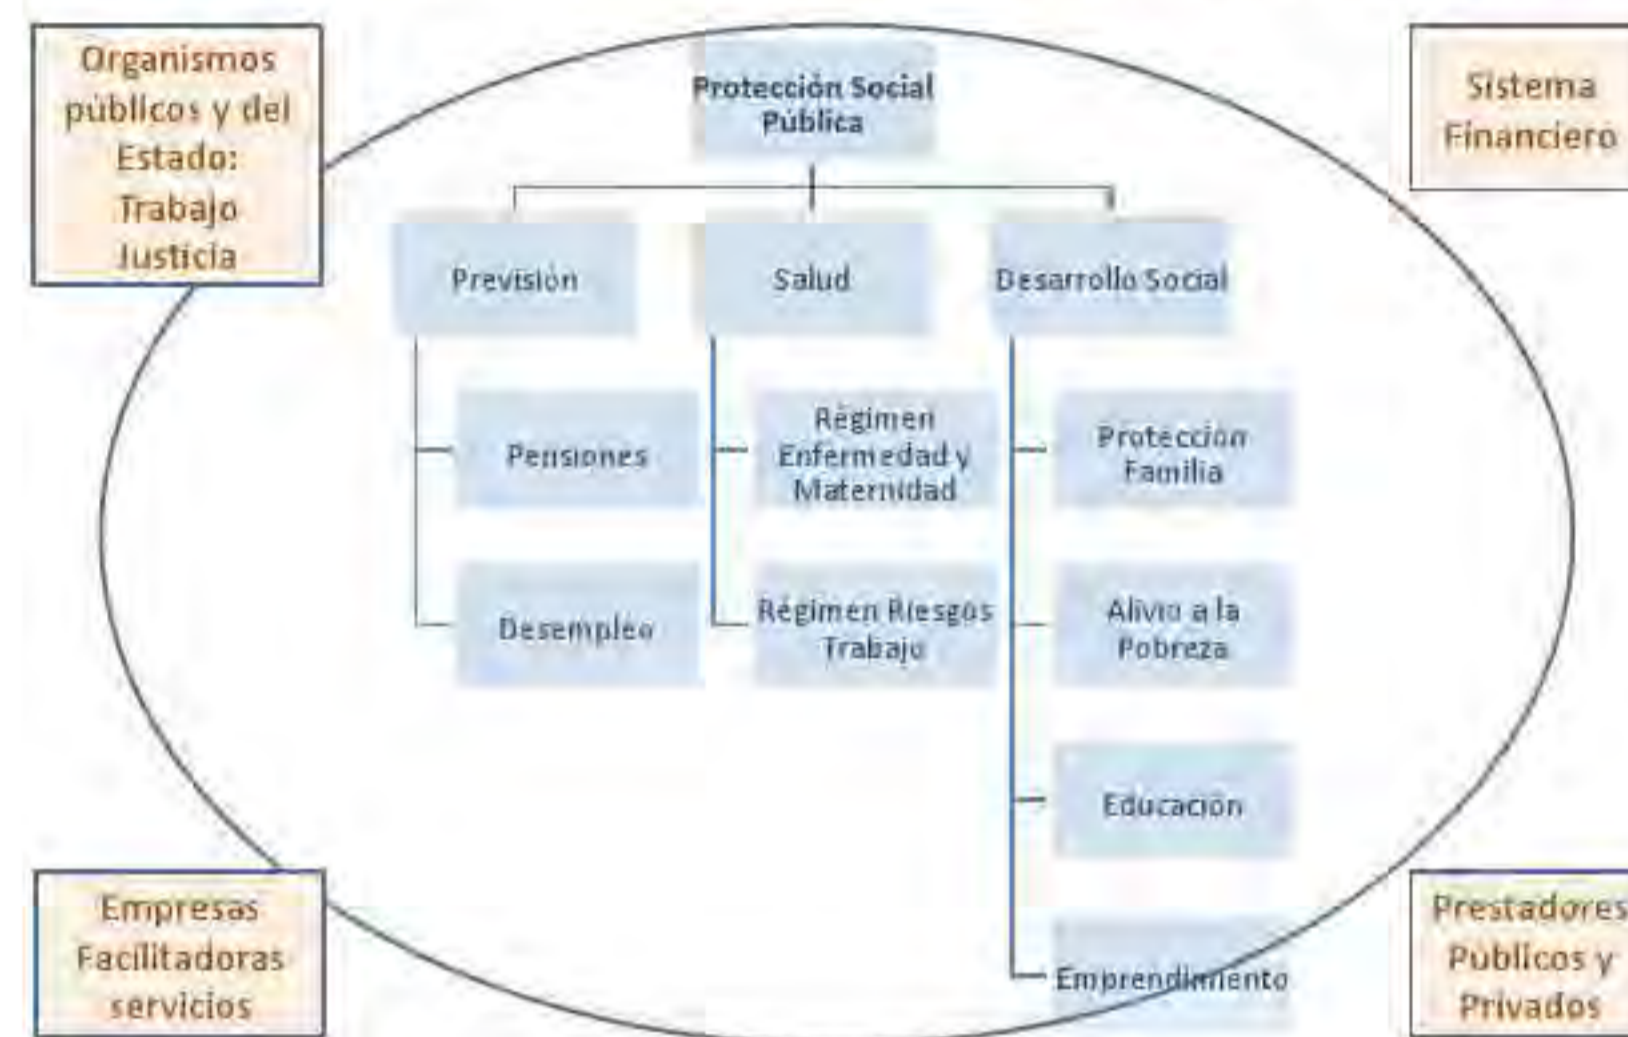 Organismos
públicos y del
Estado:
Trabajo
Justicia
Protección Social
Pública
Sistema
Financiero
Previsión
Salud
Desarrollo Social
Pensiones
Desempleo
Régimen
Enfermedad y
Maternidad
Régimen Riesgos
Trabajo
Protección
Familia
Alivio a la
Pobreza
Educación
Emprendimiento
Empresas
Facilitadoras
servicios
Prestadores
Públicos y
Privados